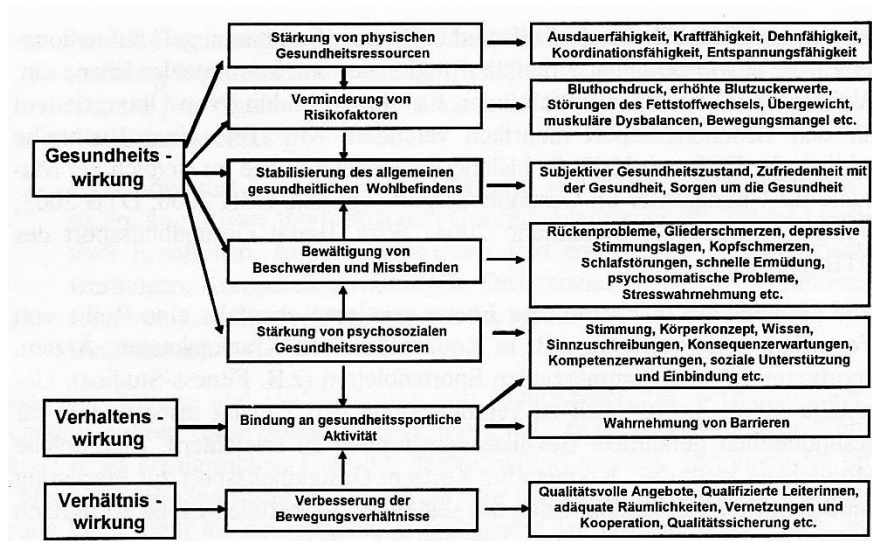 Stärkung von physischen
Gesundheitsressourcen
Ausdauerfähigkeit, Kraftfähigkeit, Dehnfähigkeit,
Koordinationsfähigkeit, Entspannungsfähigkeit
Verminderung von
Risikofaktoren
Bluthochdruck, erhöhte Blutzuckerwerte,
Störungen des Fettstoffwechsels, Übergewicht,
muskuläre Dysbalancen, Bewegungsmangel etc.
Gesundheits -
wirkung
Stabilisierung des allgemeinen
gesundheitlichen Wohlbefindens
Subjektiver Gesundheitszustand, Zufriedenheit mit
der Gesundheit, Sorgen um die Gesundheit
Bewältigung von
Beschwerden und Missbefinden
Rückenprobleme, Gliederschmerzen, depressive
Stimmungslagen, Kopfschmerzen,
Schlafstörungen, schnelle Ermüdung,
psychosomatische Probleme,
Stresswahrnehmung etc.
Stärkung von psychosozialen
Gesundheitsressourcen
Stimmung, Körperkonzept, Wissen,
Sinnzuschreibungen, Konsequenzerwartungen,
Kompetenzerwartungen, soziale Unterstützung
und Einbindung etc.
Verhaltens -
wirkung
Bindung an gesundheitssportliche
Aktivität
Wahrnehmung von Barrieren
Verhältnis -
wirkung
Verbesserung der
Bewegungsverhältnisse
Qualitätsvolle Angebote, Qualifizierte Leiterinnen,
adäquate Räumlichkeiten, Vernetzungen und
Kooperation, Qualitätssicherung etc.